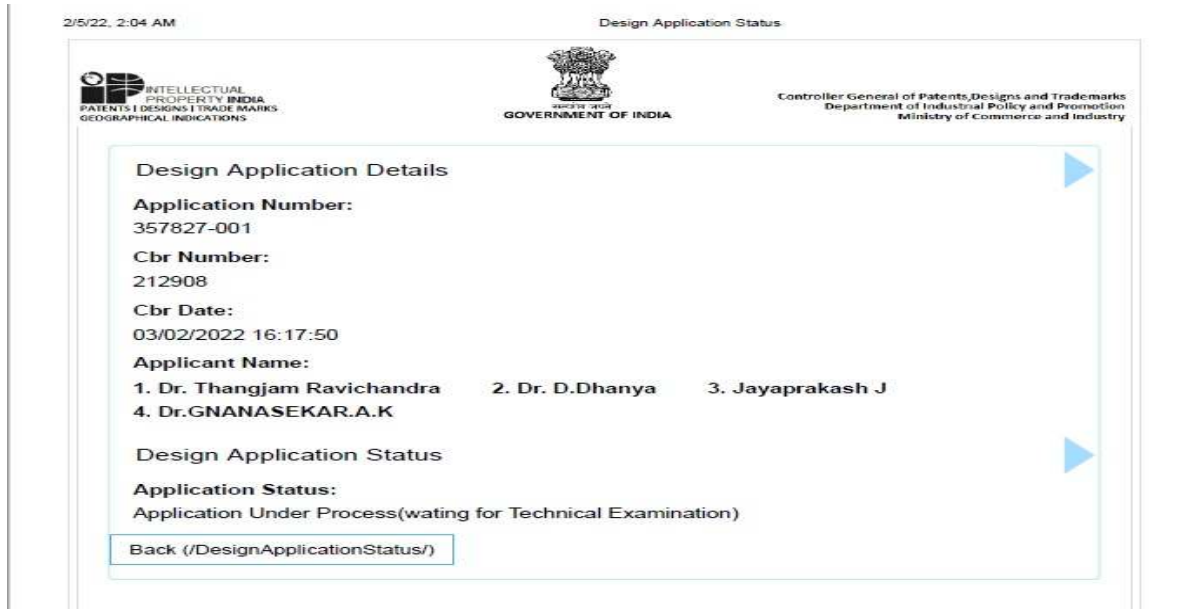 2/5/22, 2:04 AM Design Application Status
INTELLECTUAL
PROPERTY INDIA
PATENTS | DESIGNS | TRADE MARKS
GEOGRAPHICAL INDICATIONS
सत्यमेव जयते
GOVERNMENT OF INDIA
Controller General of Patents,Designs and Trademarks
Department of Industrial Policy and Promotion
Ministry of Commerce and Industry
Design Application Details
Application Number:
357827-001
Cbr Number:
212908
Cbr Date:
03/02/2022 16:17:50
Applicant Name:
1. Dr. Thangjam Ravichandra 2. Dr. D.Dhanya 3. Jayaprakash J
4. Dr.GNANASEKAR.A.K
Design Application Status
Application Status:
Application Under Process(wating for Technical Examination)
Back (/DesignApplicationStatus/)